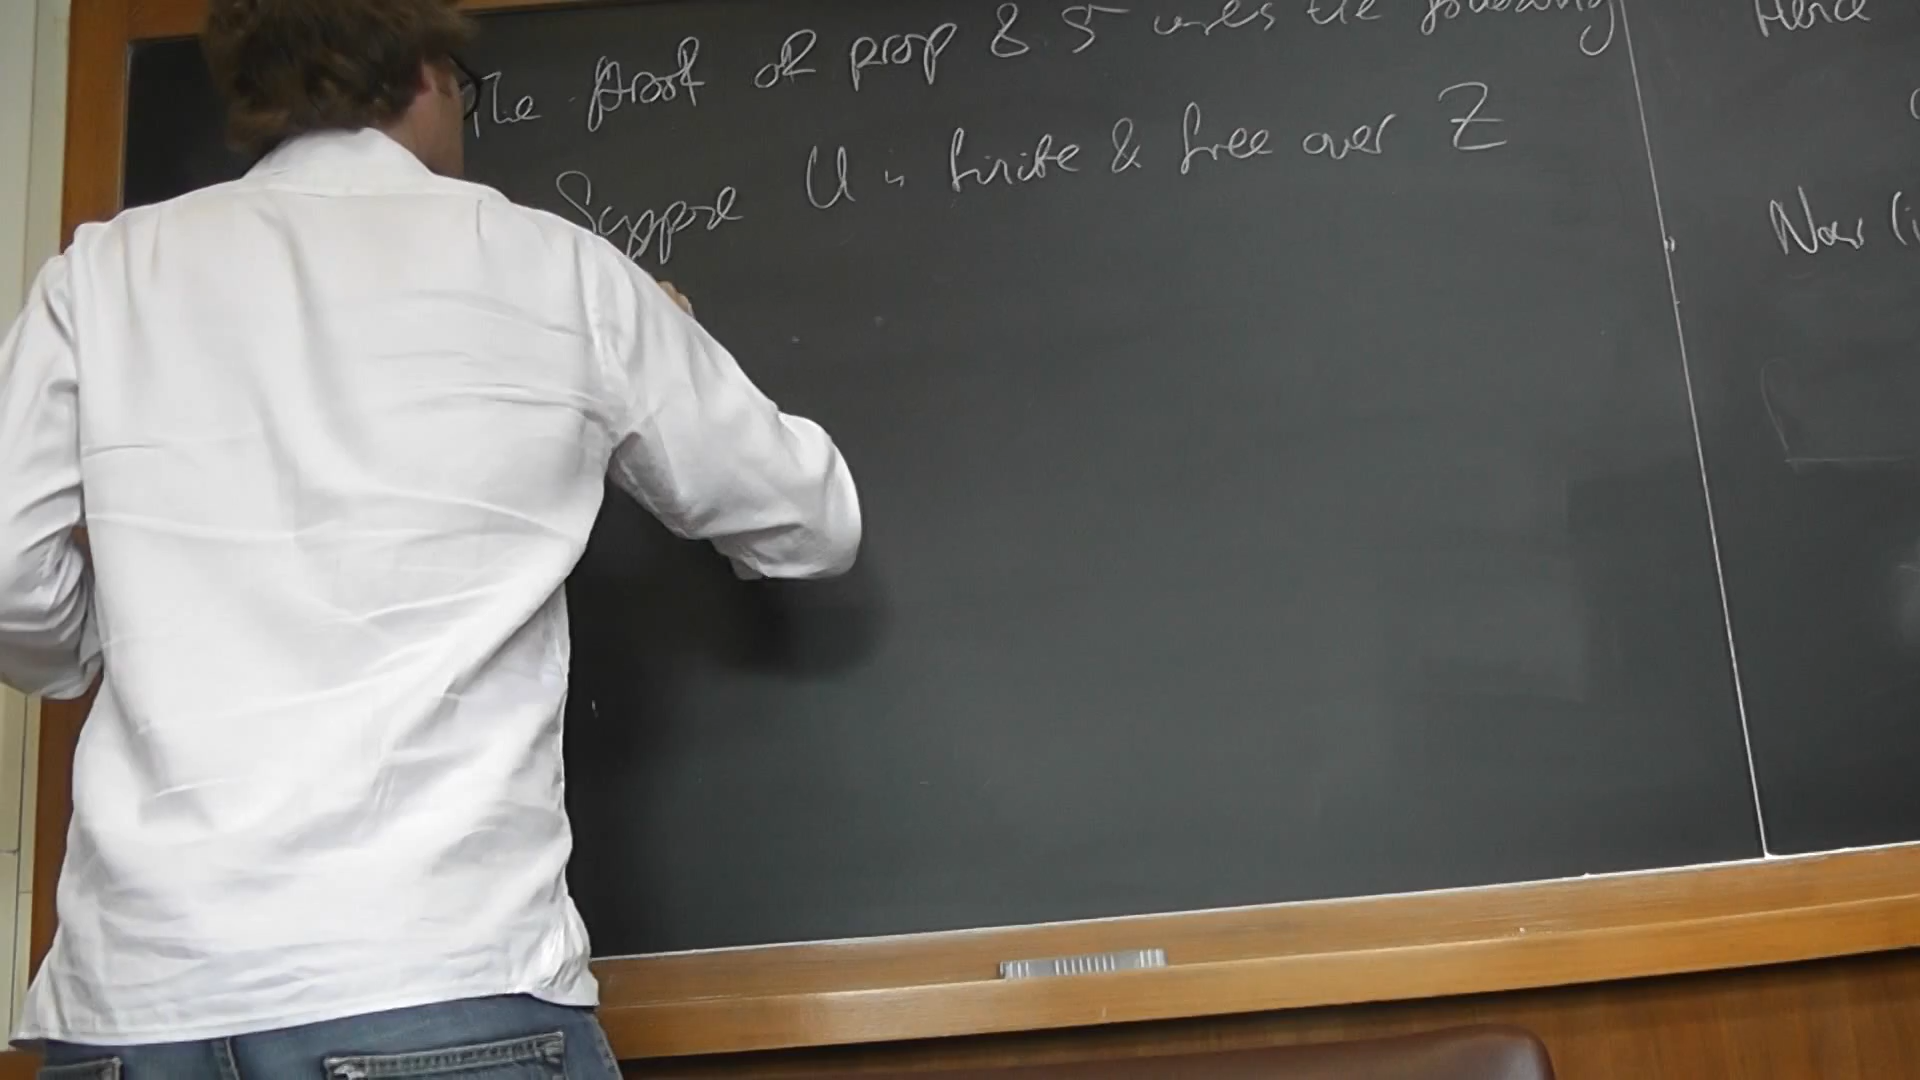 The proof of prop 8.5 uses the following
Suppose U is finite & free over Z
Hence
Now (i